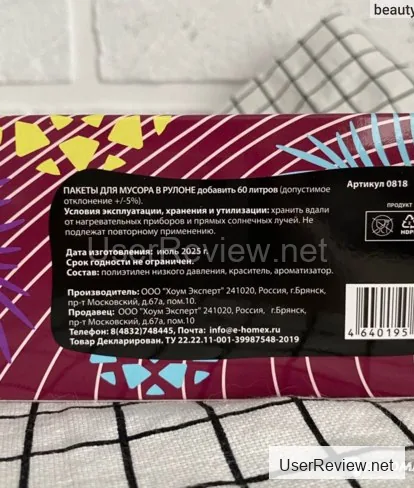 beauty
ПАКЕТЫ ДЛЯ МУСОРА В РУЛОНЕ добавить 60 литров (допустимое
отклонение +/-5%).
Артикул 0818
Условия эксплуатации, хранения и утилизации: хранить вдали
от нагревательных приборов и прямых солнечных лучей. Не
подлежит повторному применению.
ПРОДУКТ
HDP
Дата изготовления: июль 2025 г.
Срок годности не ограничен.
Состав: полиэтилен низкого давления, краситель, ароматизатор.
UserReview.net
Производитель: ООО "Хоум Эксперт" 241020, Россия, г.Брянск,
пр-т Московский, д.67а, пом.10.
Продавец: ООО "Хоум Эксперт" 241020, Россия, г.Брянск,
пр-т Московский, д.67а, пом.10.
Телефон: 8(4832)748445, Почта: info@e-homex.ru
Товар Декларирован. ТУ 22.22.11-001-39987548-2019
4 640195
UserReview.net